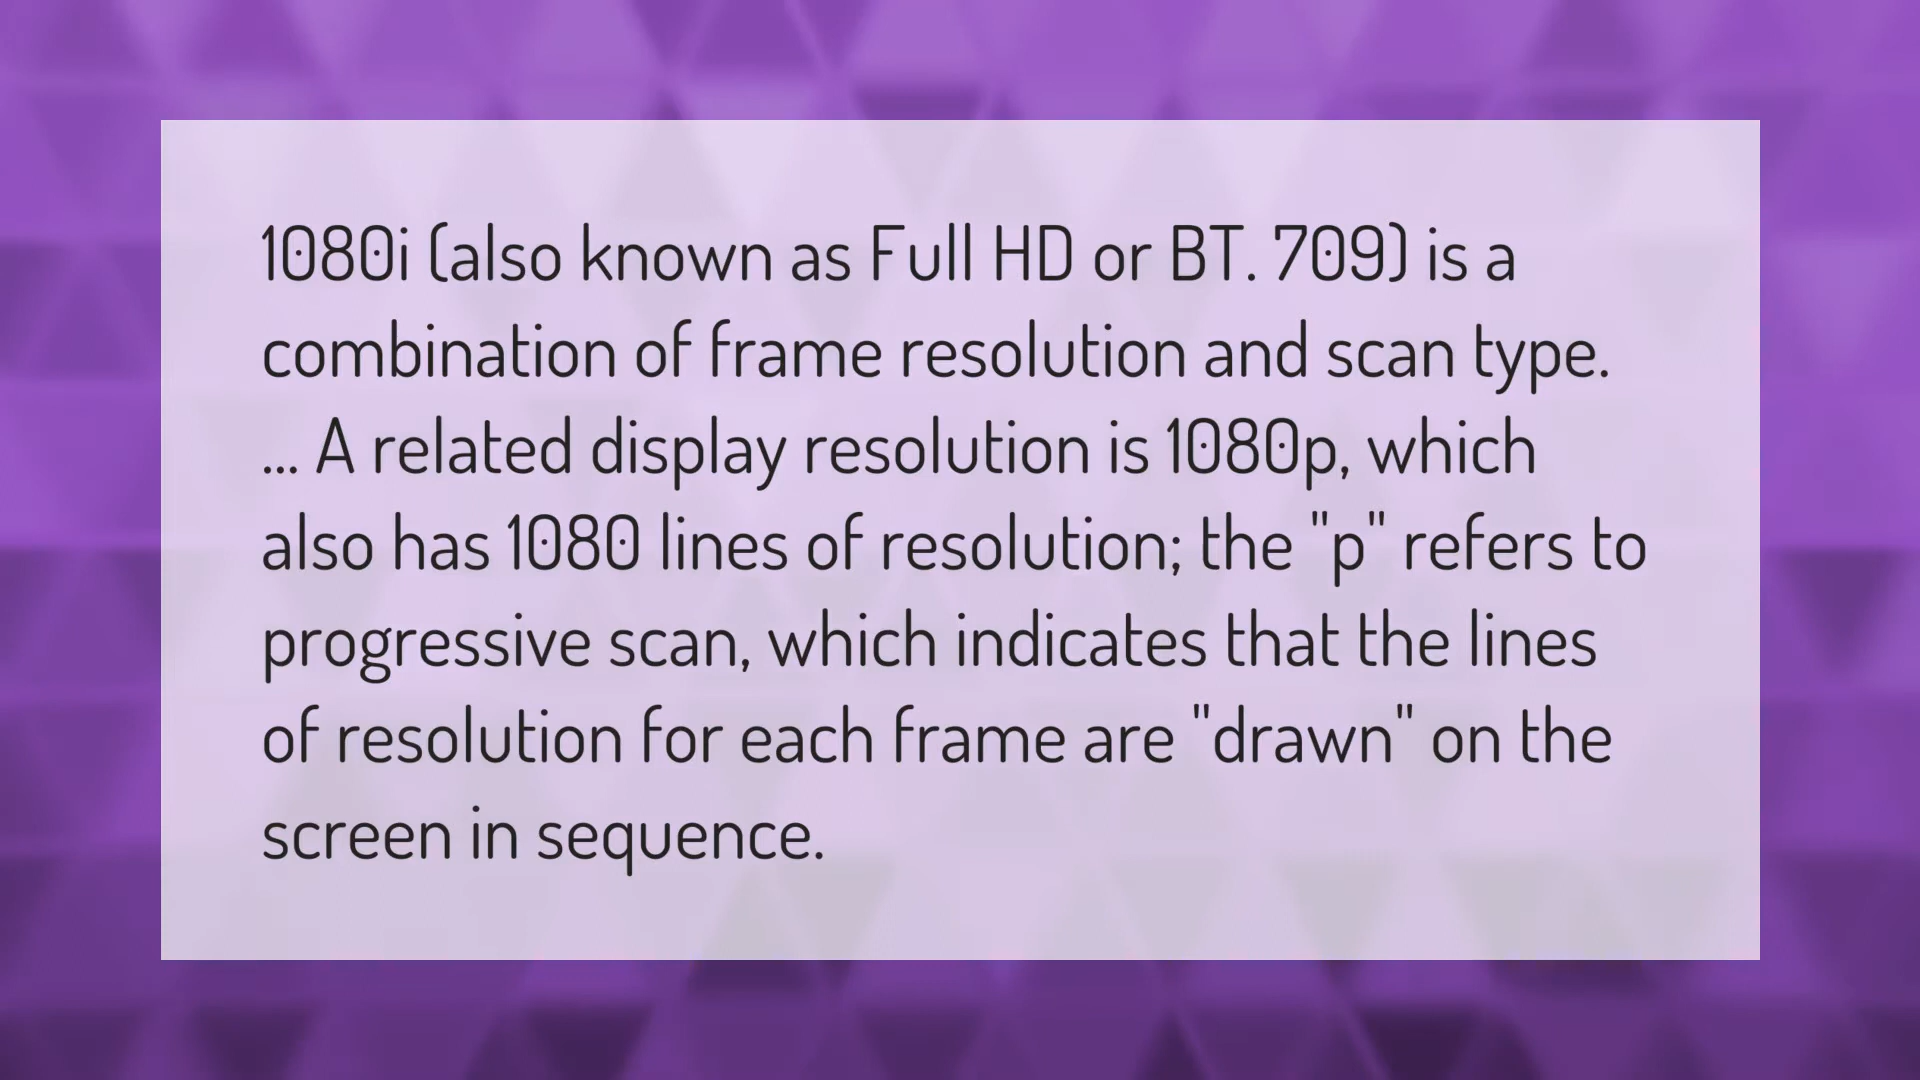 1080i (also known as Full HD or BT. 709) is a
combination of frame resolution and scan type.
... A related display resolution is 1080p, which
also has 1080 lines of resolution; the "p" refers to
progressive scan, which indicates that the lines
of resolution for each frame are "drawn" on the
screen in sequence.